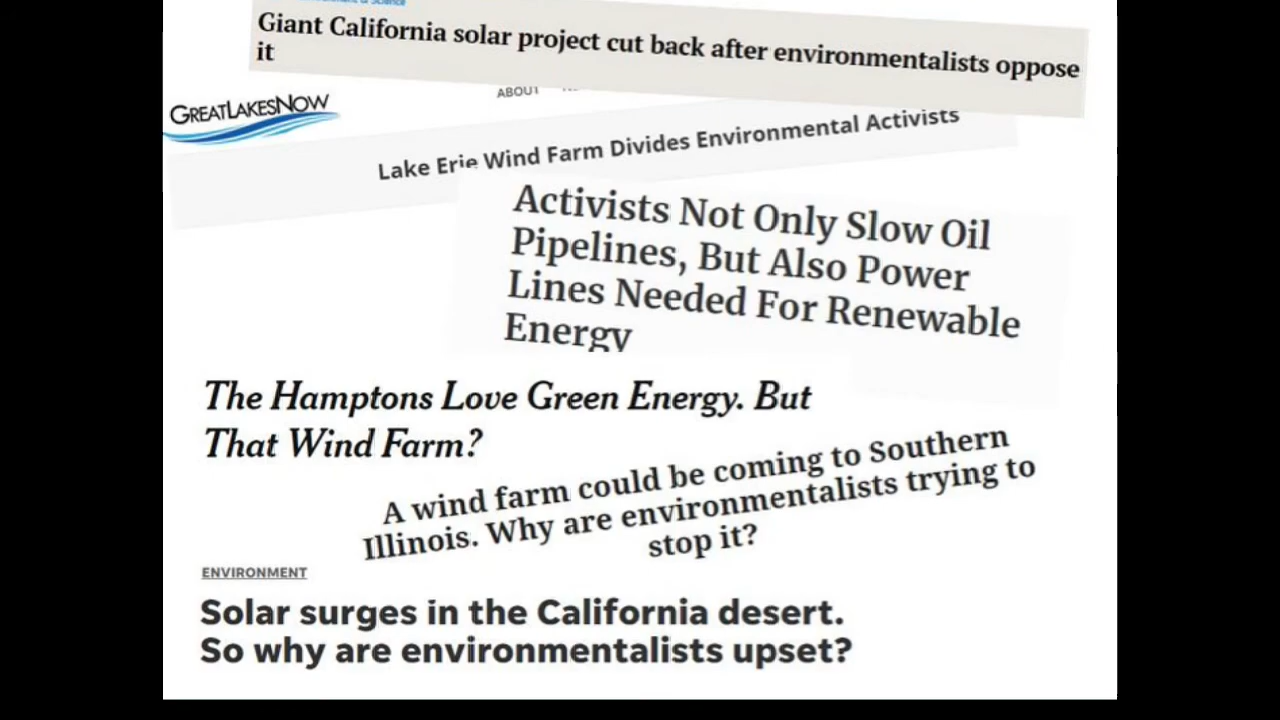 Giant California solar project cut back after environmentalists oppose
it
GREATLAKESNOW
ABOUT
Lake Erie Wind Farm Divides Environmental Activists
Activists Not Only Slow Oil
Pipelines, But Also Power
Lines Needed For Renewable
Energy
The Hamptons Love Green Energy. But
That Wind Farm?
A wind farm could be coming to Southern
Illinois. Why are environmentalists trying to
stop it?
ENVIRONMENT
Solar surges in the California desert.
So why are environmentalists upset?